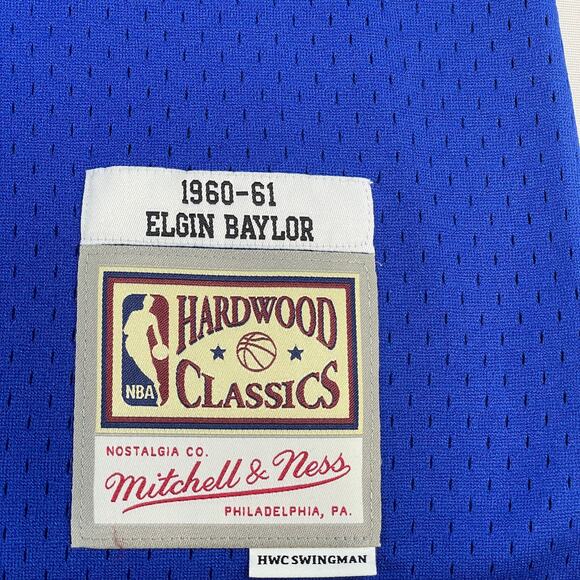 1960-61
ELGIN BAYLOR
HARDWOOD
CLASSICS
NBA
NOSTALGIA CO.
Mitchell & Ness
PHILADELPHIA, PA.
HWC SWINGMAN